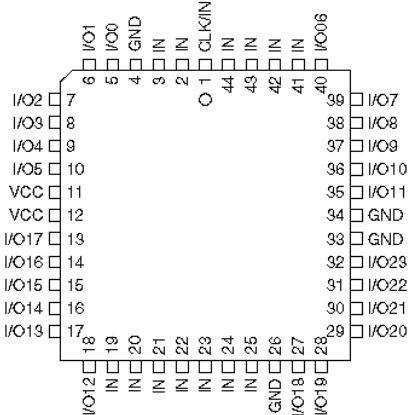 I/O1 I/O0 GND IN IN CLK/IN IN IN IN IN I/O06
6 5 4 3 2 1 44 43 42 41 40
I/O2 7 39 I/O7
I/O3 8 38 I/O8
I/O4 9 37 I/O9
I/O5 10 36 I/O10
VCC 11 35 I/O11
VCC 12 34 GND
I/O17 13 33 GND
I/O16 14 32 I/O23
I/O15 15 31 I/O22
I/O14 16 30 I/O21
I/O13 17 29 I/O20
18 19 20 21 22 23 24 25 26 27 28
I/O12 IN IN IN IN IN IN IN GND I/O18 I/O19